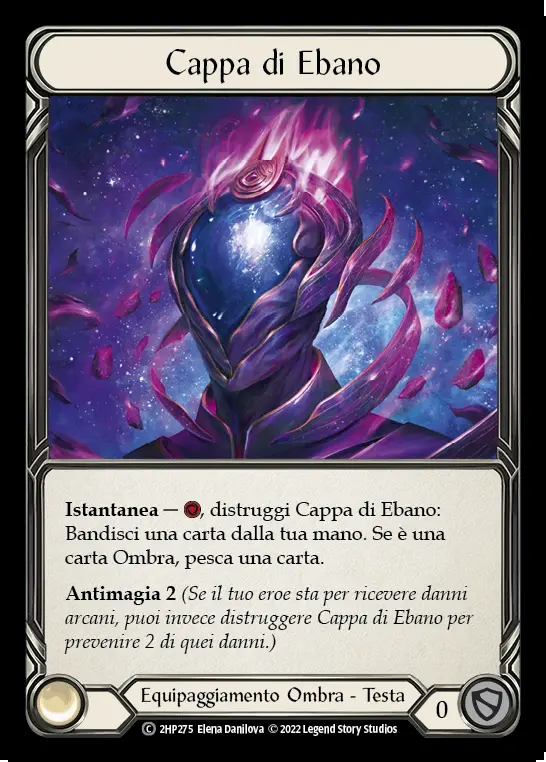 Cappa di Ebano
Istantanea — , distruggi Cappa di Ebano:
Bandisci una carta dalla tua mano. Se è una
carta Ombra, pesca una carta.
Antimagia 2 (Se il tuo eroe sta per ricevere danni
arcani, puoi invece distruggere Cappa di Ebano per
prevenire 2 di quei danni.)
Equipaggiamento Ombra - Testa
0
C 2HP275 Elena Danilova © 2022 Legend Story Studios